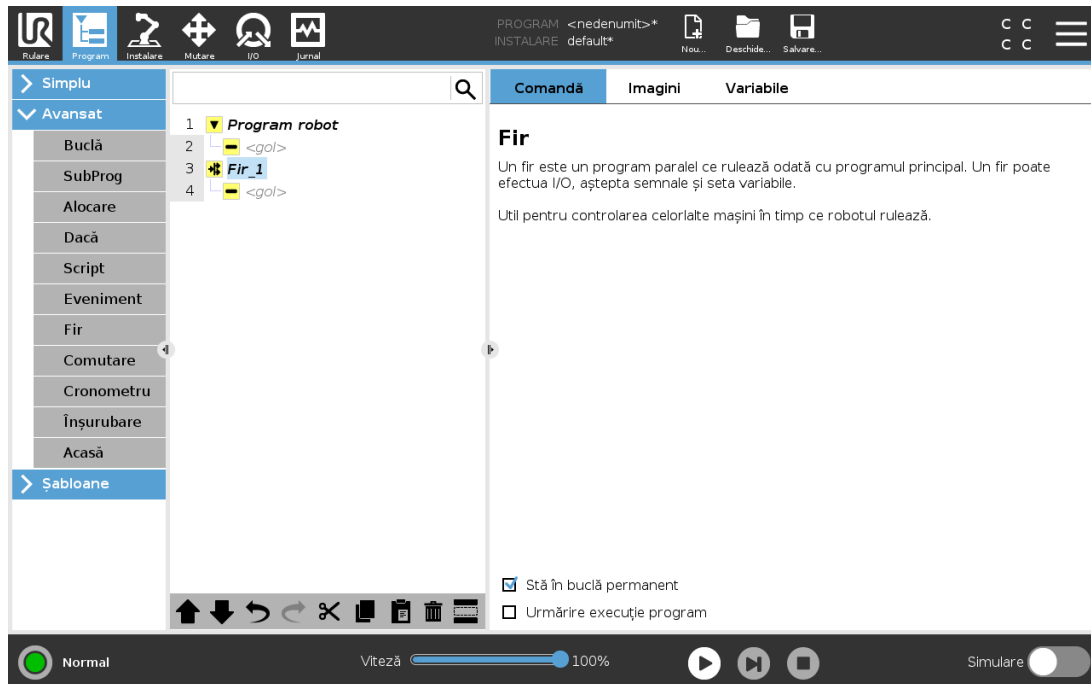 PROGRAM <nedenumit>*
INSTALARE default*
Rulare Program Instalare Mutare I/O Jurnal Nou... Deschide... Salvare...
C C
C C
Simplu
Avansat
Buclă
SubProg
Alocare
Dacă
Script
Eveniment
Fir
Comutare
Cronometru
Înșurubare
Acasă
Șabloane
1 Program robot
2 <gol>
3 Fir_1
4 <gol>
Comandă Imagini Variabile
Fir
Un fir este un program paralel ce rulează odată cu programul principal. Un fir poate
efectua I/O, aștepta semnale și seta variabile.
Util pentru controlarea celorlalte mașini în timp ce robotul rulează.
Stă în buclă permanent
Urmărire execuție program
Normal Viteză 100% Simulare